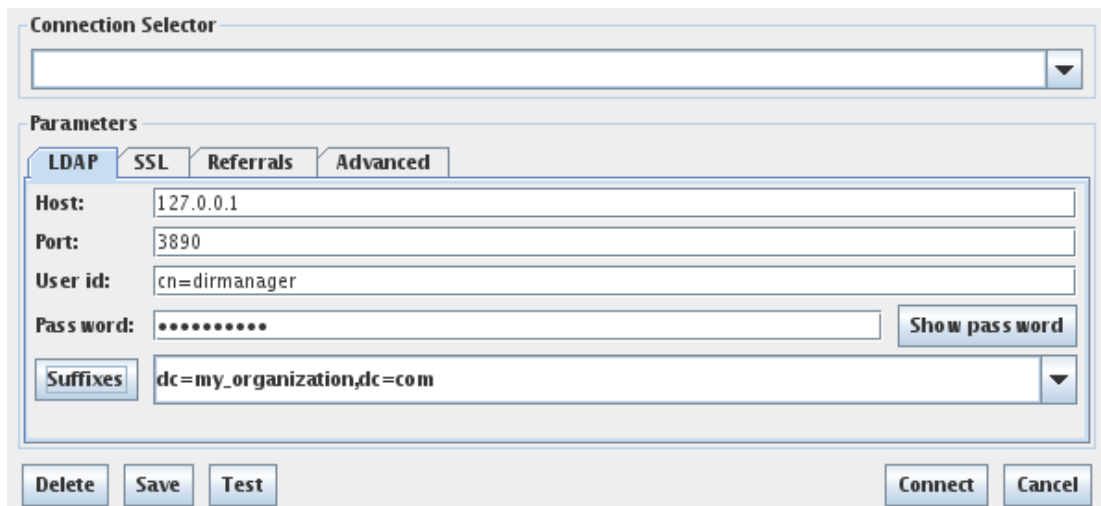 Connection Selector
Parameters
LDAP SSL Referrals Advanced
Host: 127.0.0.1
Port: 3890
User id: cn=dirmanager
Password: •••••••••• Show password
Suffixes dc=my_organization,dc=com
Delete Save Test Connect Cancel